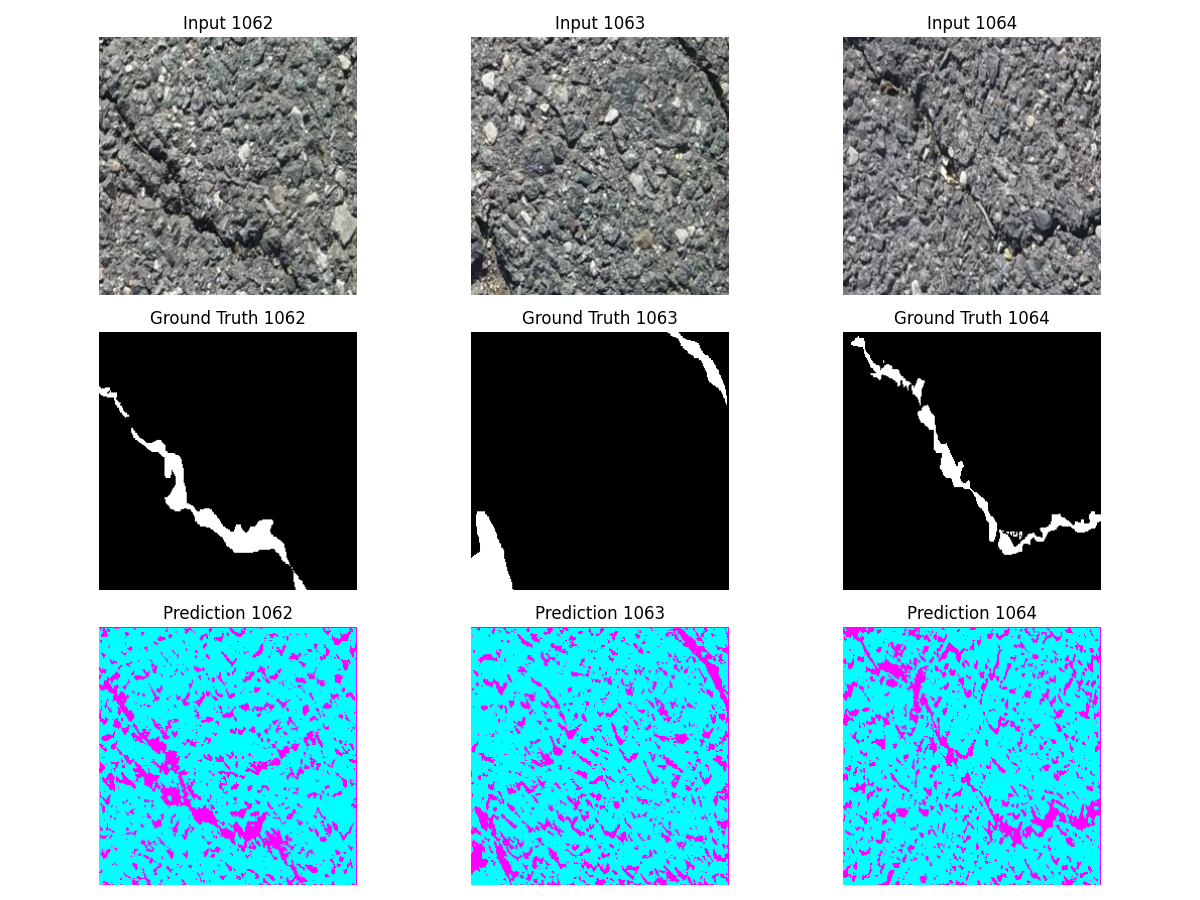 Input 1062
Input 1063
Input 1064
Ground Truth 1062
Ground Truth 1063
Ground Truth 1064
Prediction 1062
Prediction 1063
Prediction 1064